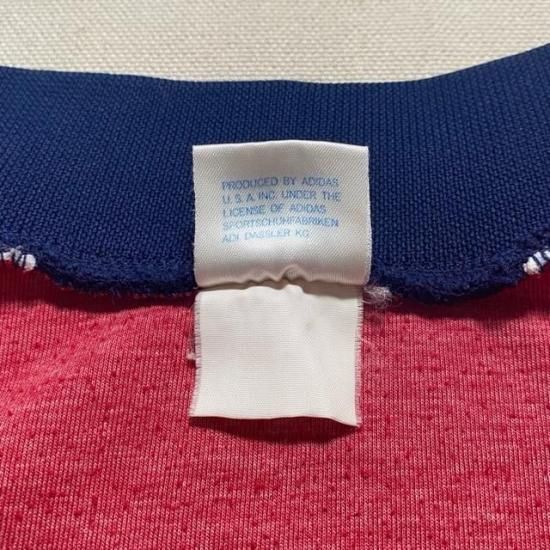 PRODUCED BY ADIDAS
U.S.A. INC. UNDER THE
LICENSE OF ADIDAS
SPORTSCHUHFABRIKEN
ADI DASSLER KG